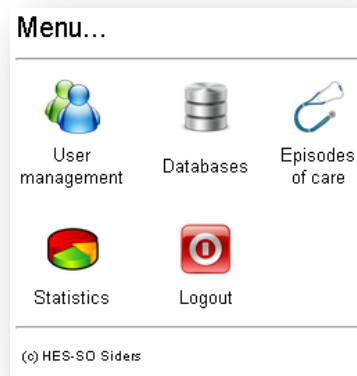 Menu...
User
management
Databases
Episodes
of care
Statistics
Logout
(c) HES-SO Siders